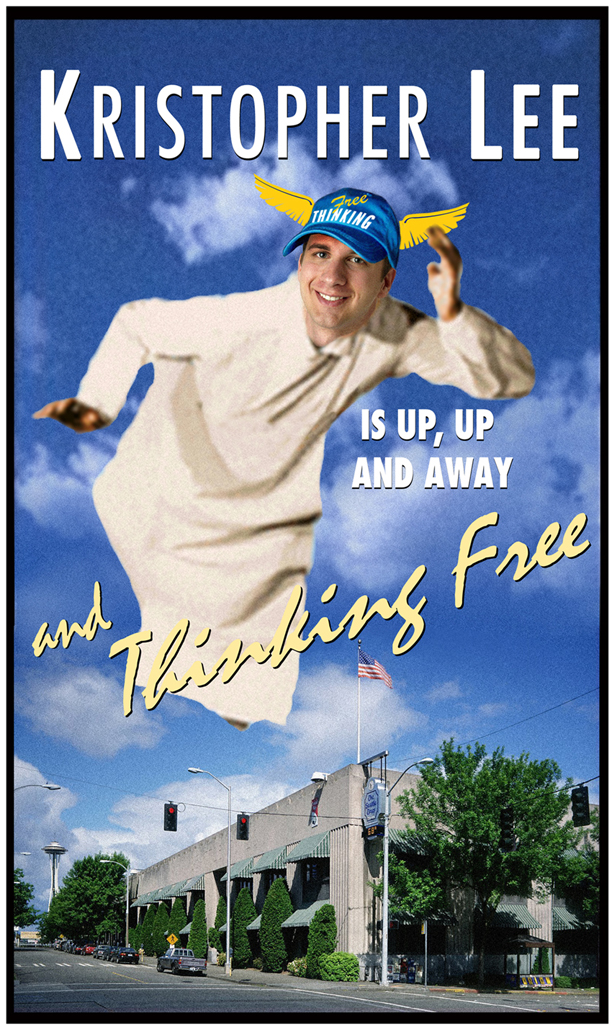 KRISTOPHER LEE
Free
THINKING
IS UP, UP
AND AWAY
and Thinking Free